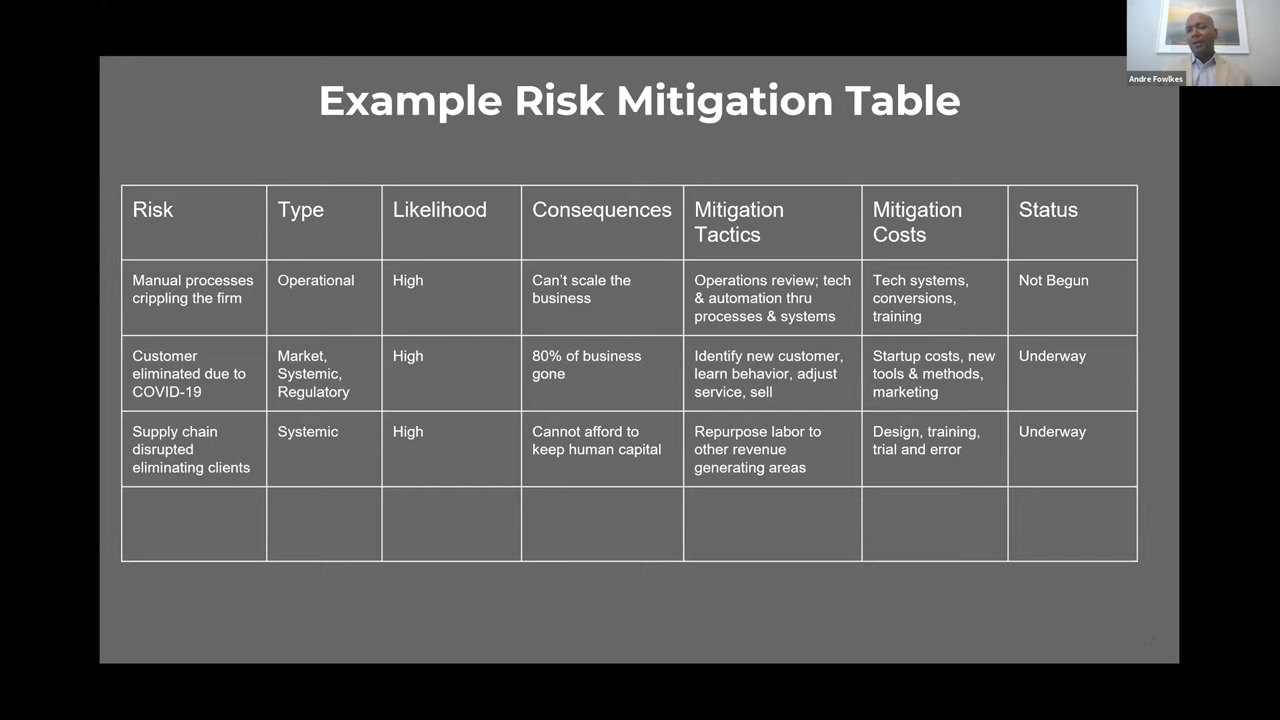 Andre Fowlkes
Example Risk Mitigation Table
Risk
Type
Likelihood
Consequences
Mitigation
Tactics
Mitigation
Costs
Status
Manual processes
crippling the firm
Operational
High
Can't scale the
business
Operations review; tech
& automation thru
processes & systems
Tech systems,
conversions,
training
Not Begun
Customer
eliminated due to
COVID-19
Market,
Systemic,
Regulatory
High
80% of business
gone
Identify new customer,
learn behavior, adjust
service, sell
Startup costs, new
tools & methods,
marketing
Underway
Supply chain
disrupted
eliminating clients
Systemic
High
Cannot afford to
keep human capital
Repurpose labor to
other revenue
generating areas
Design, training,
trial and error
Underway